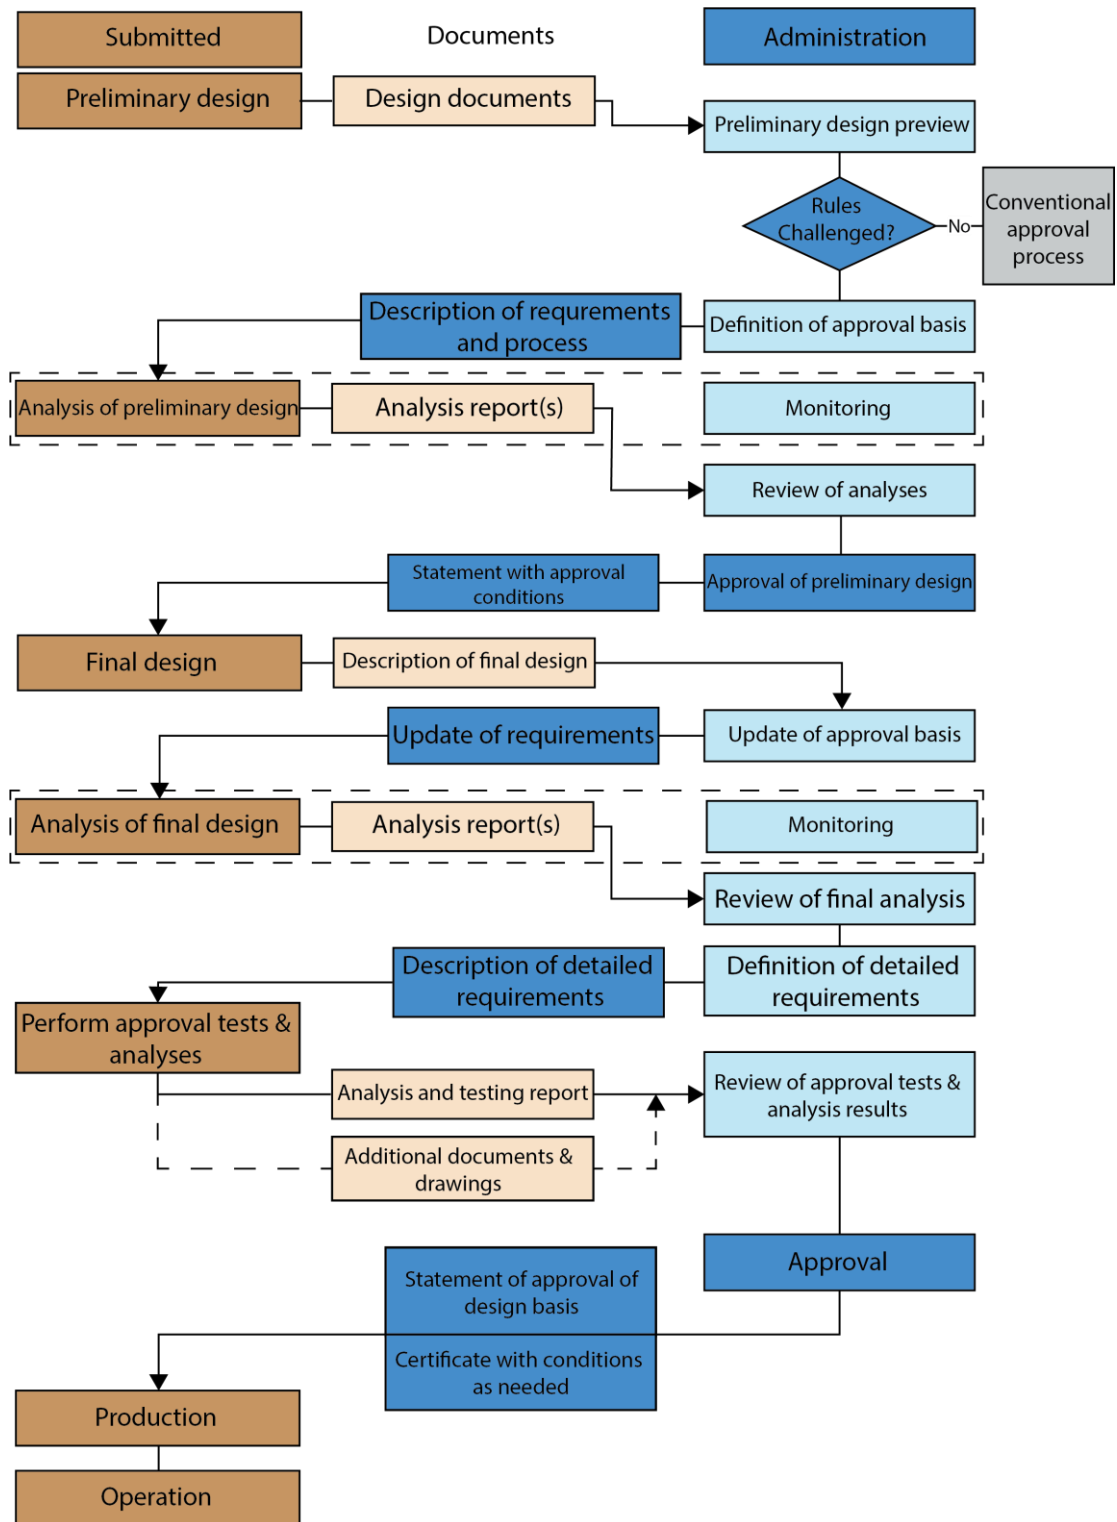 Submitted
Documents
Administration
Preliminary design
Design documents
Preliminary design preview
Rules
Challenged?
No
Conventional
approval
process
Description of requrements
and process
Definition of approval basis
Analysis of preliminary design
Analysis report(s)
Monitoring
Review of analyses
Statement with approval
conditions
Approval of preliminary design
Final design
Description of final design
Update of requirements
Update of approval basis
Analysis of final design
Analysis report(s)
Monitoring
Review of final analysis
Description of detailed
requirements
Definition of detailed
requirements
Perform approval tests &
analyses
Analysis and testing report
Review of approval tests &
analysis results
Additional documents &
drawings
Approval
Statement of approval of
design basis
Certificate with conditions
as needed
Production
Operation